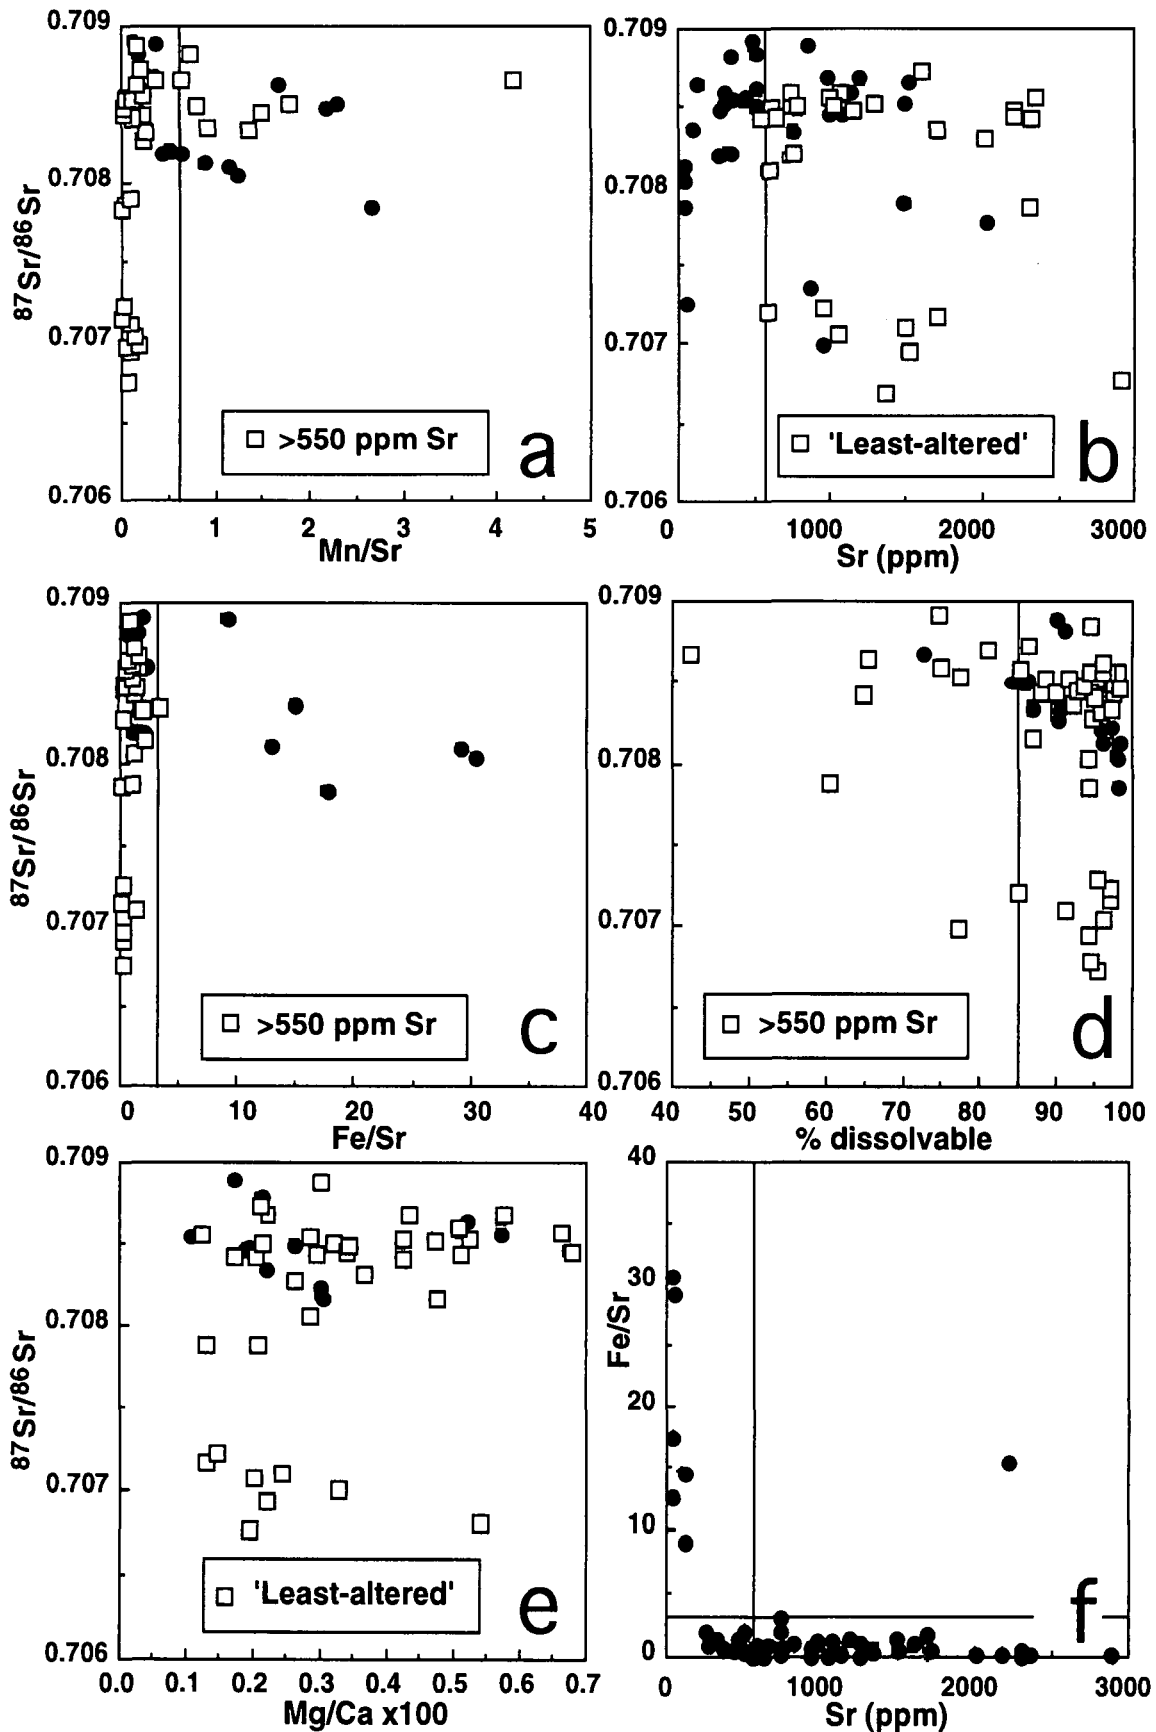 0.709
0.708
0.707
0.706
87Sr/86Sr
>550 ppm Sr
a
0 1 2 3 4 5
Mn/Sr
0.709
0.708
0.707
0.706
'Least-altered'
b
0 1000 2000 3000
Sr (ppm)
0.709
0.708
0.707
0.706
87Sr/86Sr
>550 ppm Sr
c
0 10 20 30 40
Fe/Sr
0.709
0.708
0.707
0.706
>550 ppm Sr
d
40 50 60 70 80 90 100
% dissolvable
0.709
0.708
0.707
0.706
87Sr/86Sr
'Least-altered'
e
0.0 0.1 0.2 0.3 0.4 0.5 0.6 0.7
Mg/Ca x100
40
30
20
10
0
Fe/Sr
f
0 1000 2000 3000
Sr (ppm)